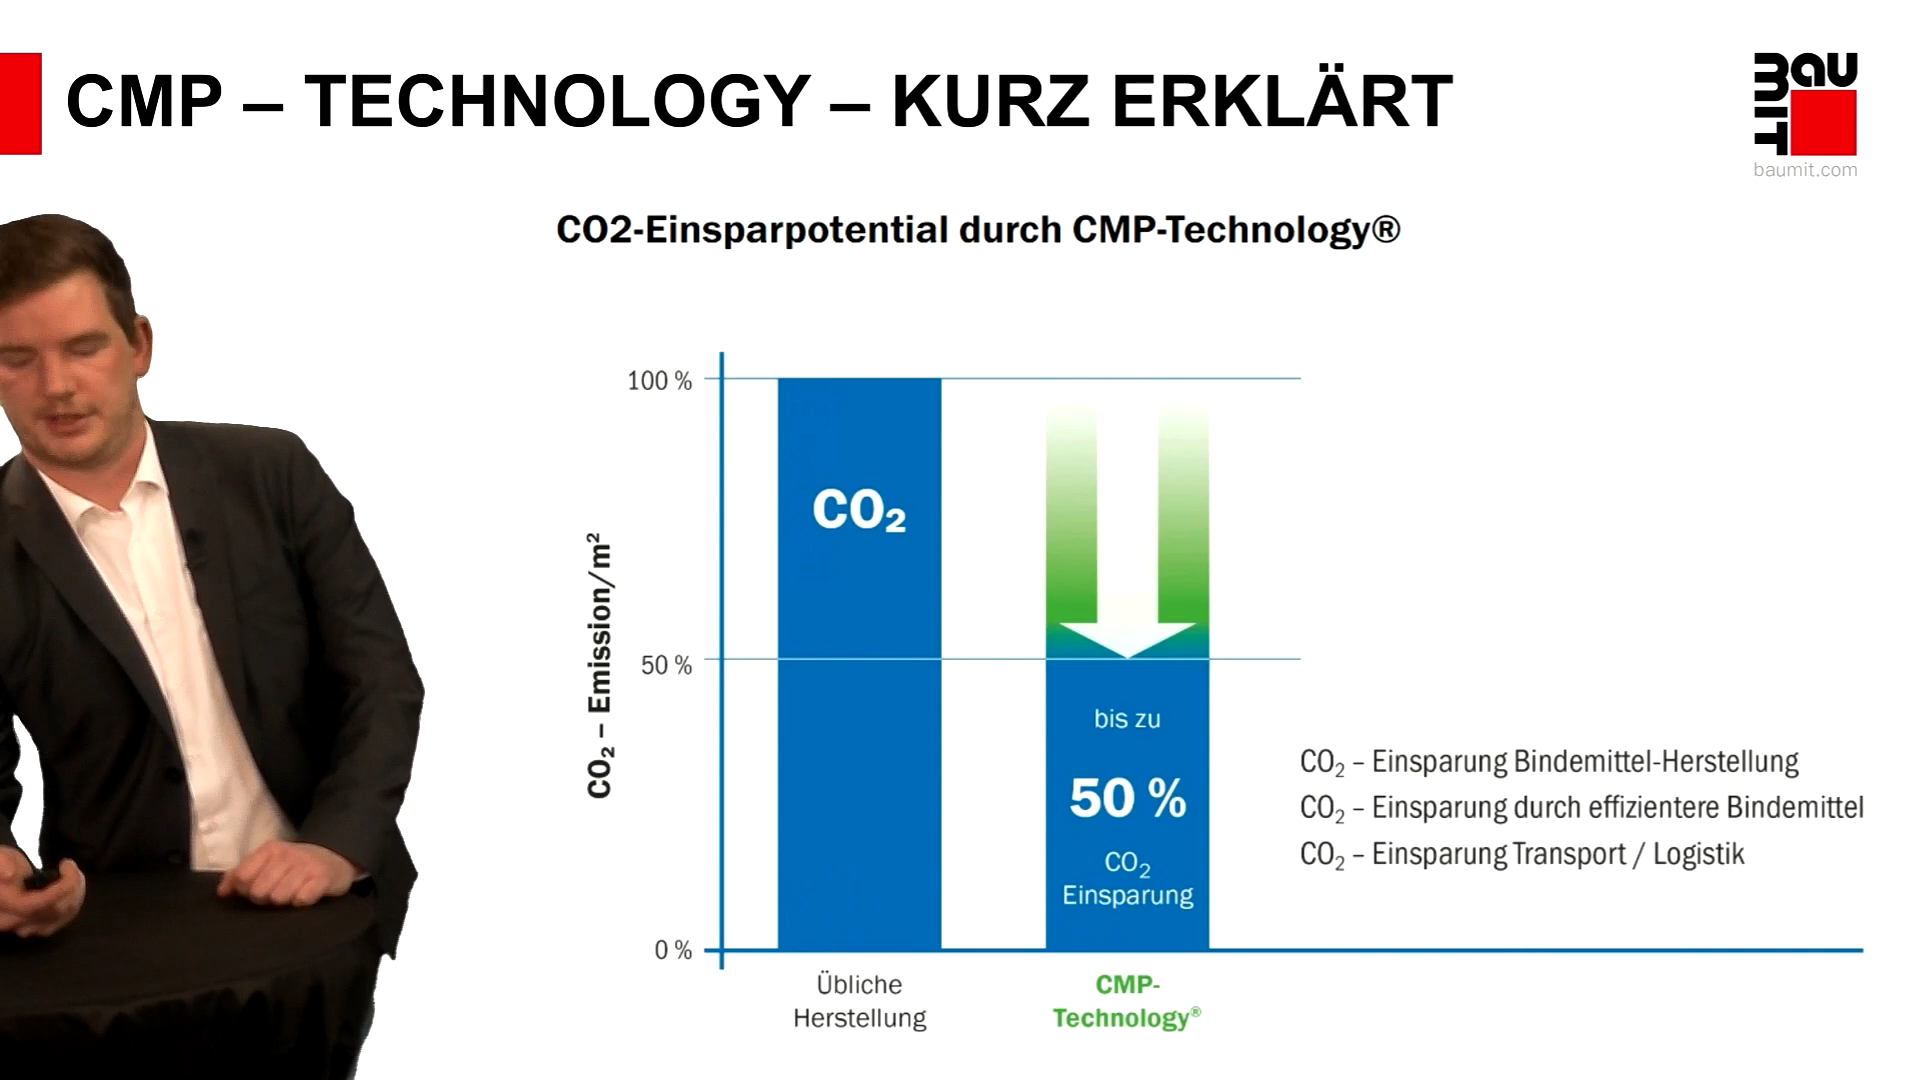 CMP – TECHNOLOGY – KURZ ERKLÄRT
bauMIT
baumit.com
CO2-Einsparpotential durch CMP-Technology®
CO₂ – Emission/m²
100 %
50 %
0 %
CO₂
bis zu
50 %
CO₂
Einsparung
CO₂ – Einsparung Bindemittel-Herstellung
CO₂ – Einsparung durch effizientere Bindemittel
CO₂ – Einsparung Transport / Logistik
Übliche
Herstellung
CMP-
Technology®